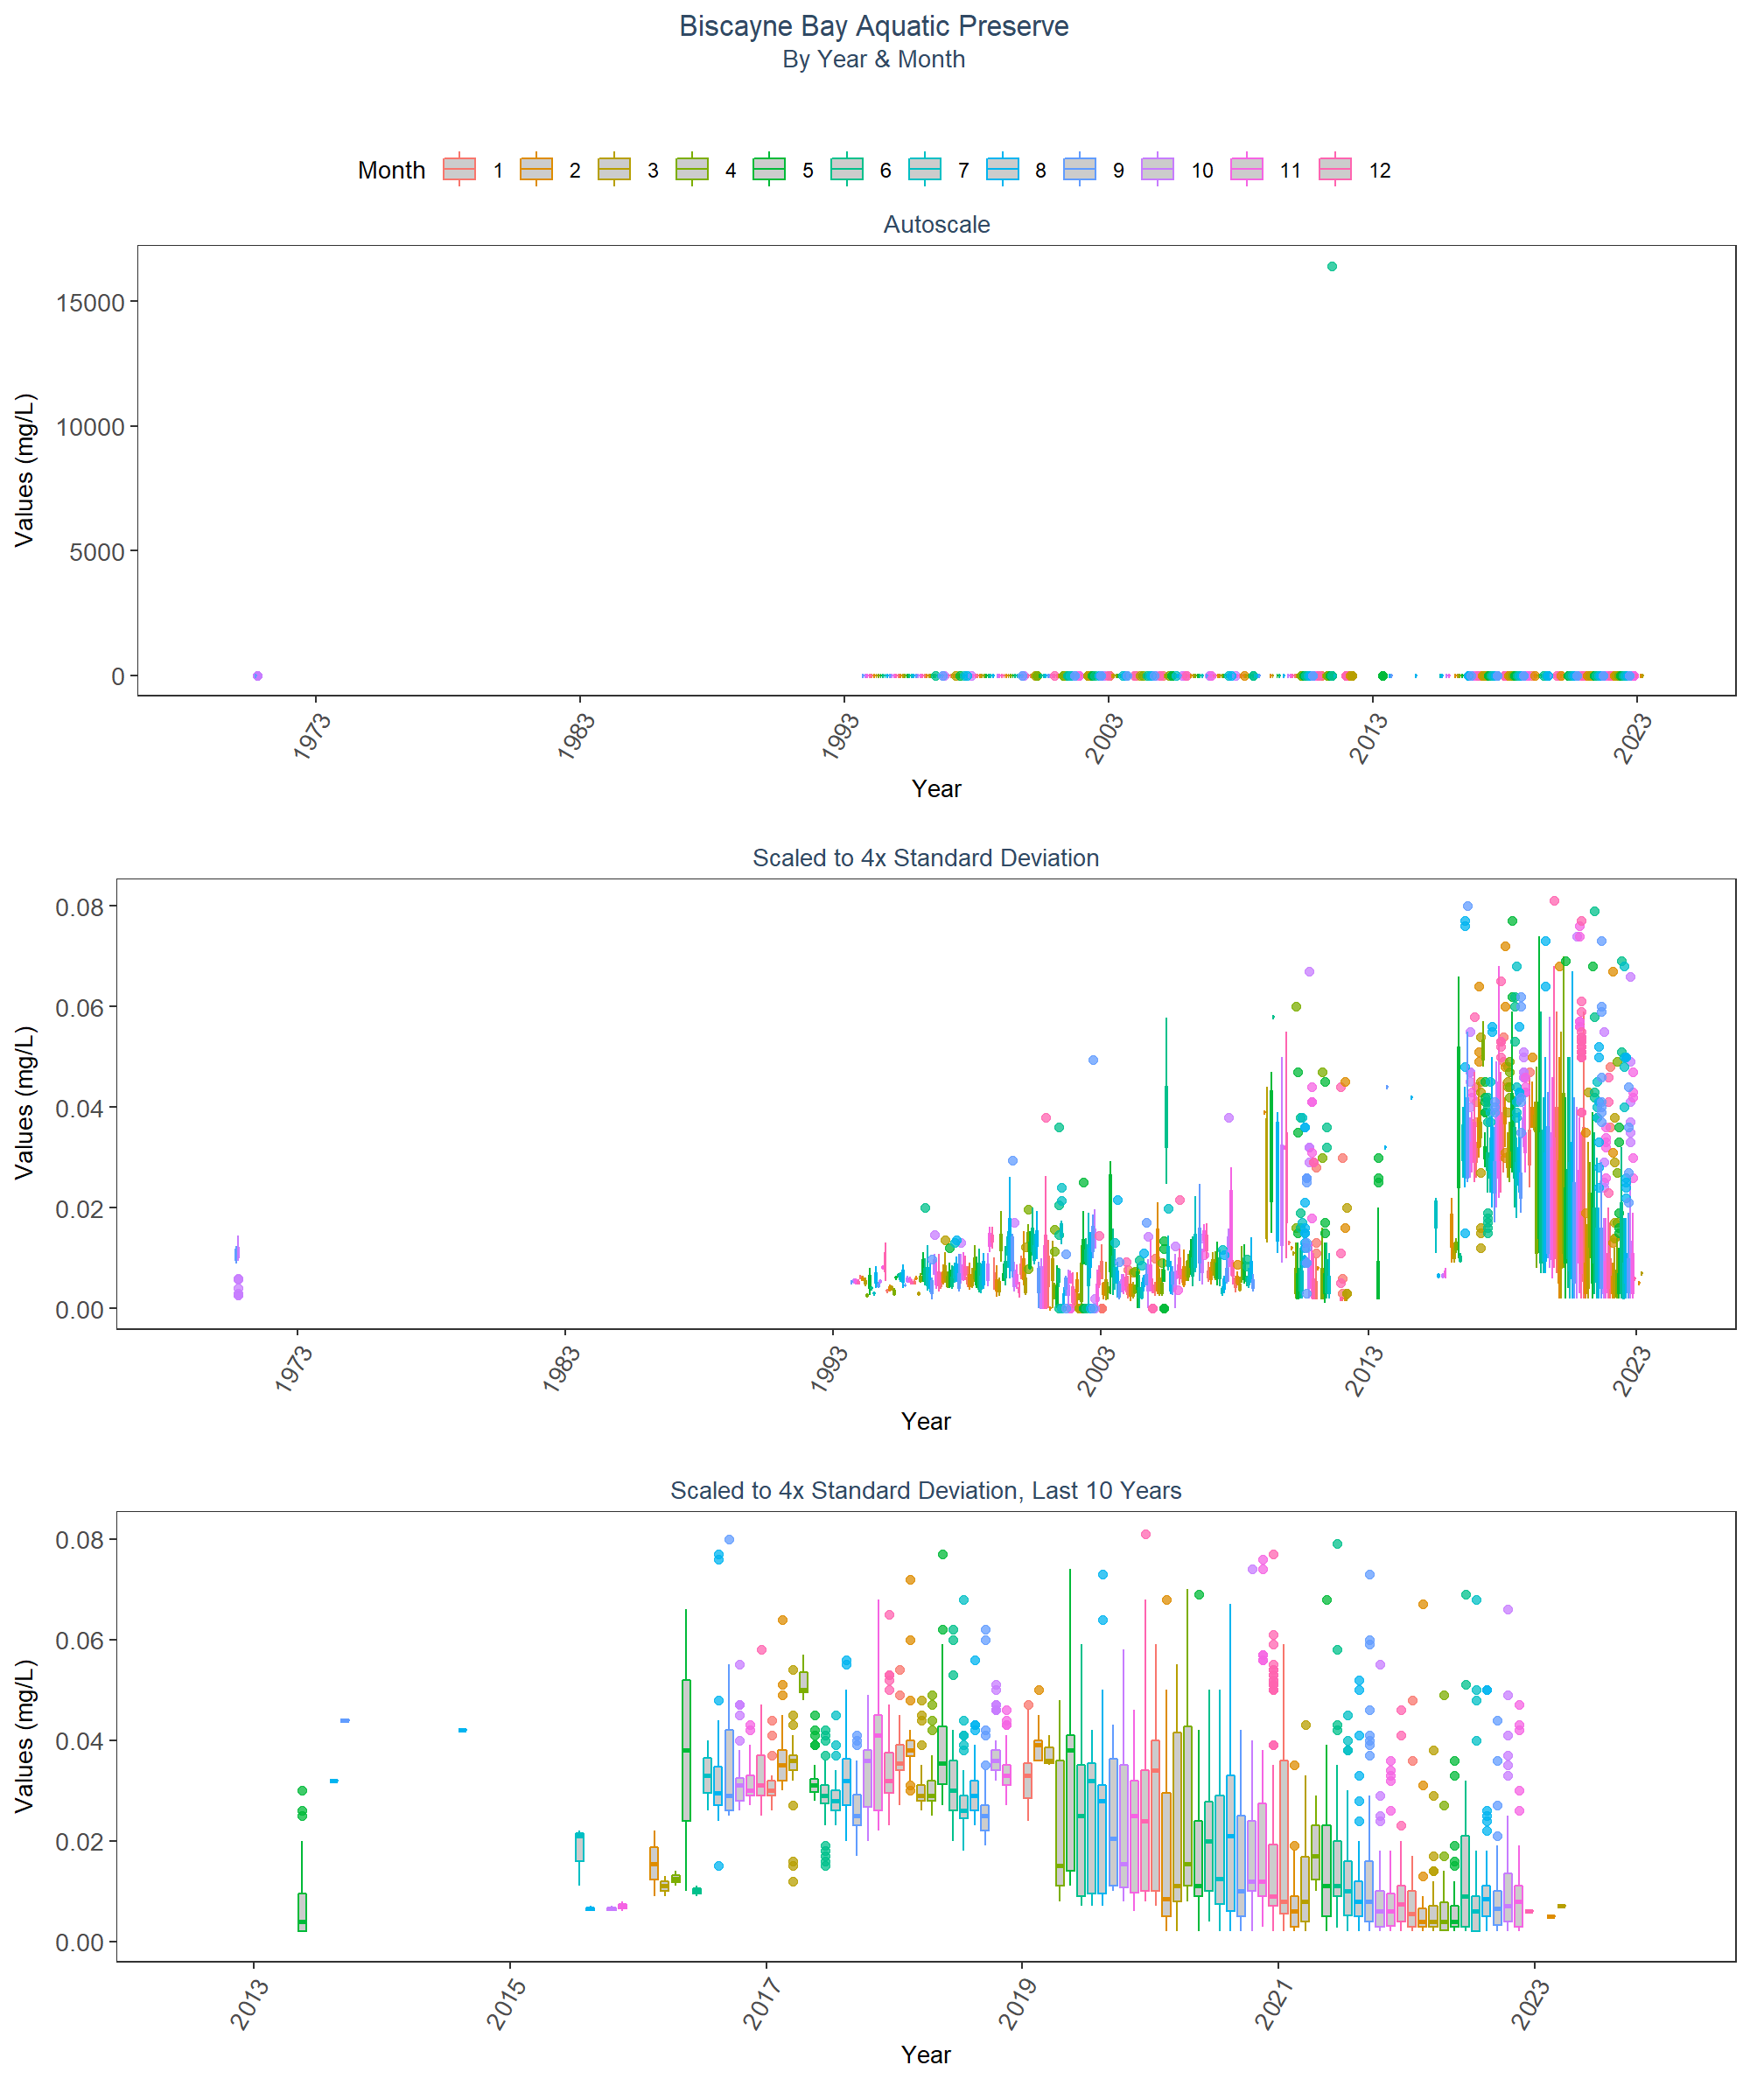 Biscayne Bay Aquatic Preserve
By Year & Month
Month 1 2 3 4 5 6 7 8 9 10 11 12
Autoscale
Values (mg/L)
15000
10000
5000
0
1973 1983 1993 2003 2013 2023
Year
Scaled to 4x Standard Deviation
Values (mg/L)
0.08
0.06
0.04
0.02
0.00
1973 1983 1993 2003 2013 2023
Year
Scaled to 4x Standard Deviation, Last 10 Years
Values (mg/L)
0.08
0.06
0.04
0.02
0.00
2013 2015 2017 2019 2021 2023
Year